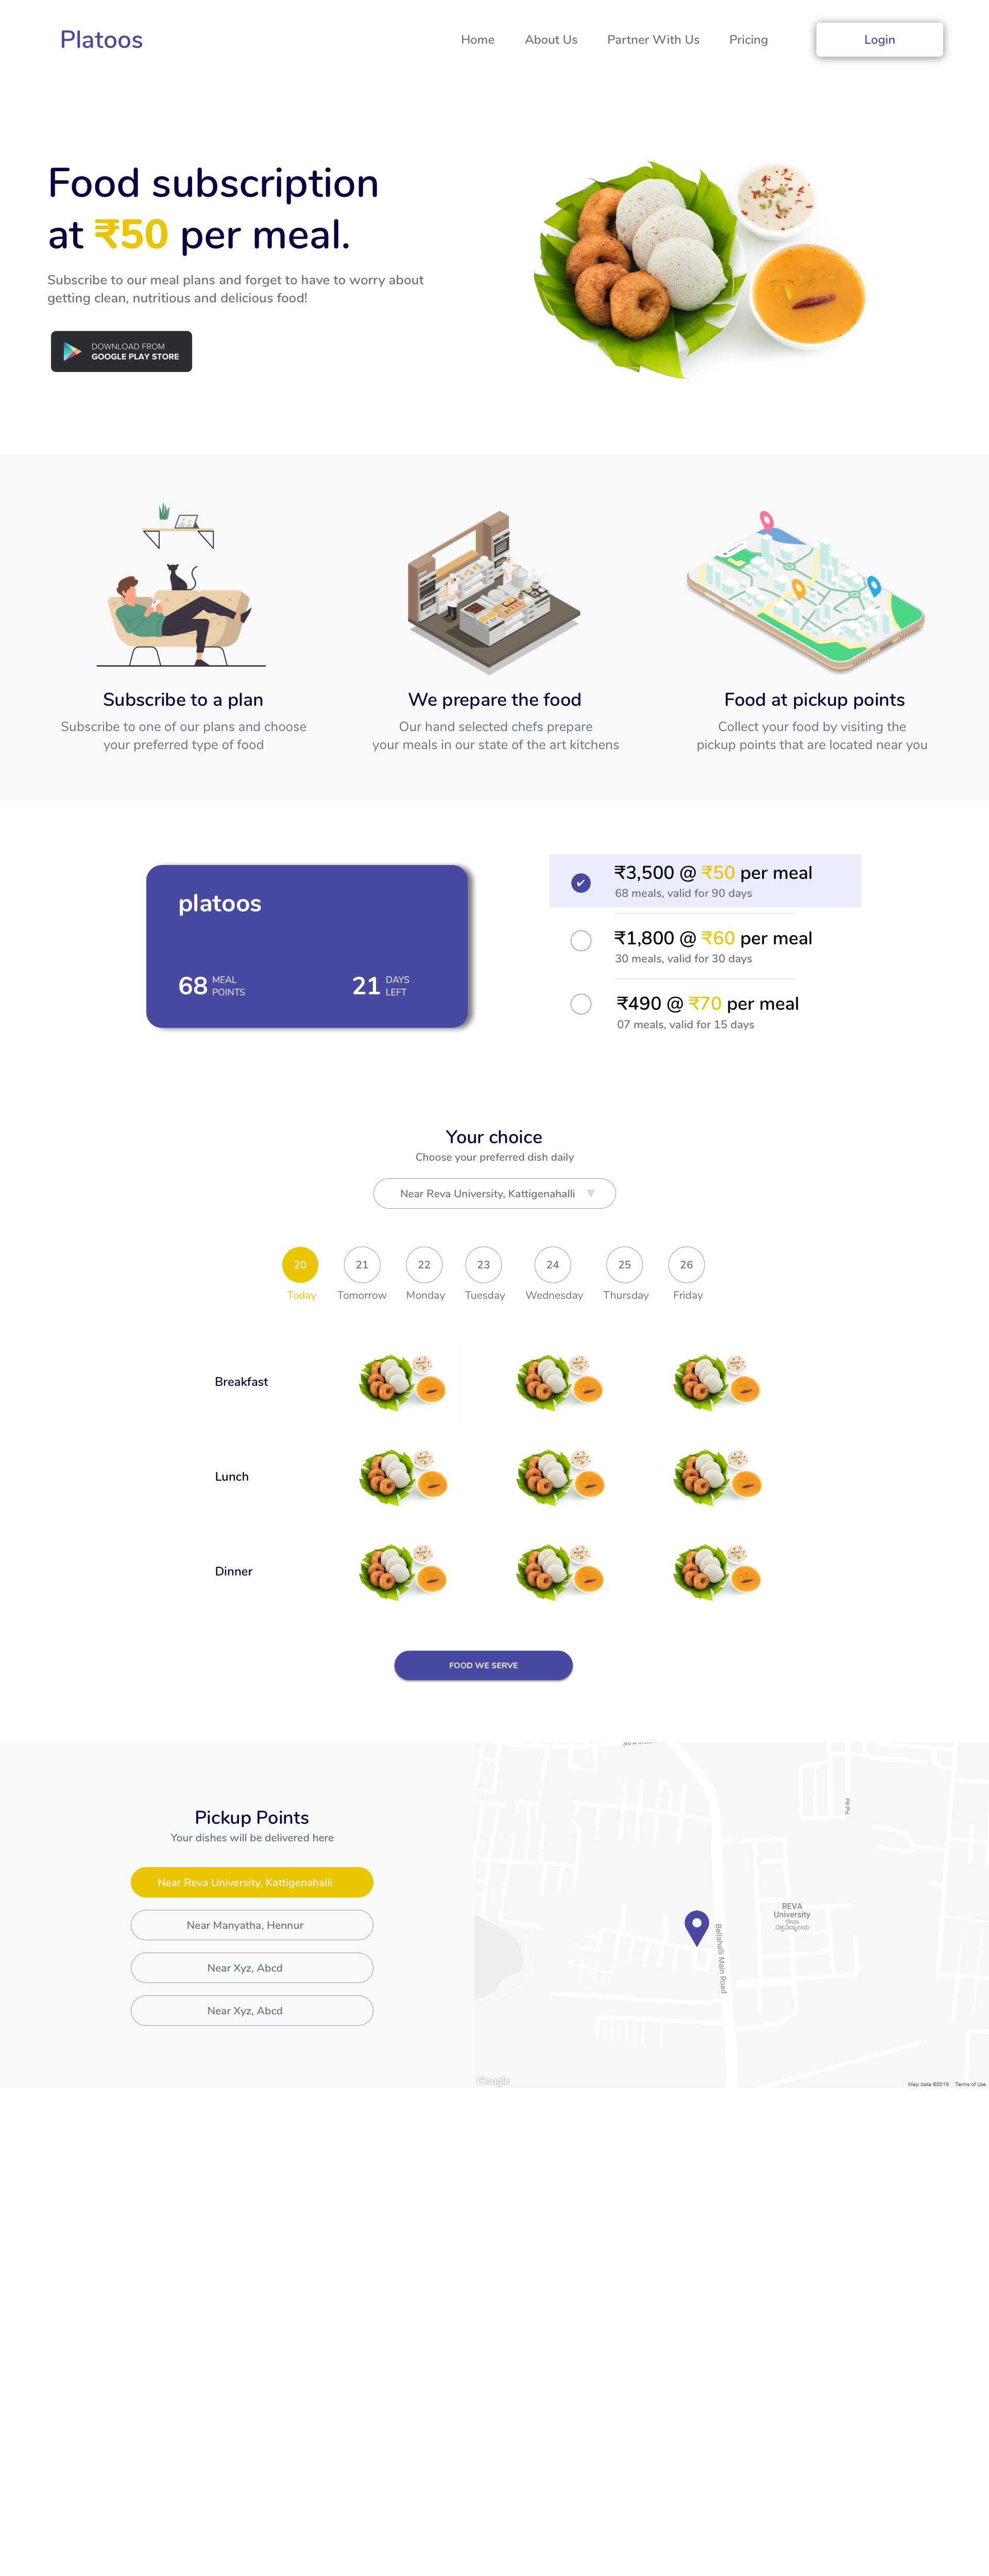 Platoos
Home
About Us
Partner With Us
Pricing
Login
Food subscription
at ₹50 per meal.
Subscribe to our meal plans and forget to have to worry about
getting clean, nutritious and delicious food!
DOWNLOAD FROM
GOOGLE PLAY STORE
Subscribe to a plan
Subscribe to one of our plans and choose
your preferred type of food
We prepare the food
Our hand selected chefs prepare
your meals in our state of the art kitchens
Food at pickup points
Collect your food by visiting the
pickup points that are located near you
platoos
68 MEAL
POINTS
21 DAYS
LEFT
₹3,500 @ ₹50 per meal
68 meals, valid for 90 days
₹1,800 @ ₹60 per meal
30 meals, valid for 30 days
₹490 @ ₹70 per meal
07 meals, valid for 15 days
Your choice
Choose your preferred dish daily
Near Reva University, Kattigenahalli
20
21
22
23
24
25
26
Today
Tomorrow
Monday
Tuesday
Wednesday
Thursday
Friday
Breakfast
Lunch
Dinner
FOOD WE SERVE
Pickup Points
Your dishes will be delivered here
Near Reva University, Kattigenahalli
Near Manyatha, Hennur
Near Xyz, Abcd
Near Xyz, Abcd
Pal Rd
REVA
University
ರೇವಾ
ವಿಶ್ವವಿದ್ಯಾಲಯ
Bellahalli Main Road
Google
Map data ©2019
Terms of Use